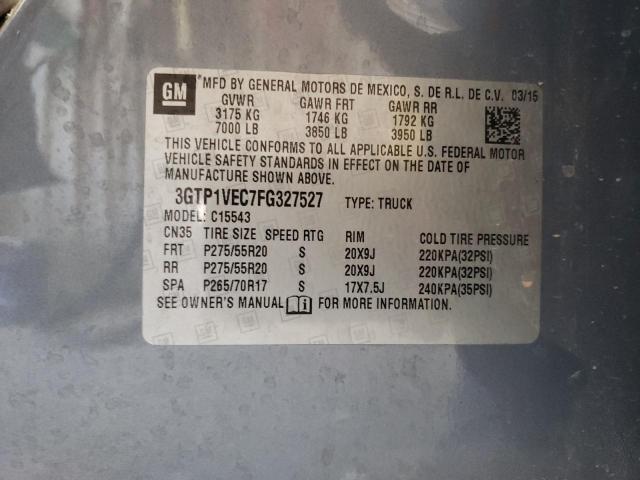 GM *MFD BY GENERAL MOTORS DE MEXICO, S. DE R.L. DE C.V. 03/15
GVWR GAWR FRT GAWR RR
3175 KG 1746 KG 1792 KG
7000 LB 3850 LB 3950 LB
THIS VEHICLE CONFORMS TO ALL APPLICABLE U.S. FEDERAL MOTOR
VEHICLE SAFETY STANDARDS IN EFFECT ON THE DATE OF
MANUFACTURE SHOWN ABOVE.
3GTP1VEC7FG327527 TYPE: TRUCK
MODEL: C15543
CN35 TIRE SIZE SPEED RTG RIM COLD TIRE PRESSURE
FRT P275/55R20 S 20X9J 220KPA(32PSI)
RR P275/55R20 S 20X9J 220KPA(32PSI)
SPA P265/70R17 S 17X7.5J 240KPA(35PSI)
SEE OWNER'S MANUAL i FOR MORE INFORMATION.